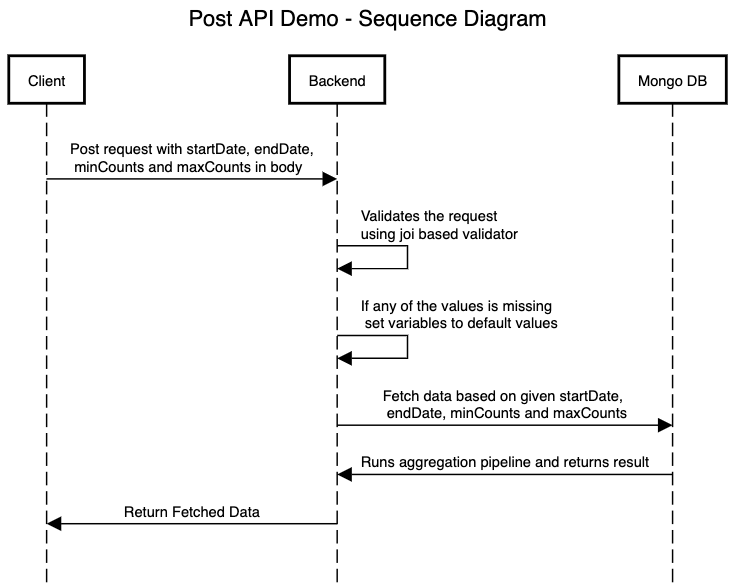 Post API Demo - Sequence Diagram
Client
Backend
Mongo DB
Post request with startDate, endDate,
minCounts and maxCounts in body
Validates the request
using joi based validator
If any of the values is missing
set variables to default values
Fetch data based on given startDate,
endDate, minCounts and maxCounts
Runs aggregation pipeline and returns result
Return Fetched Data